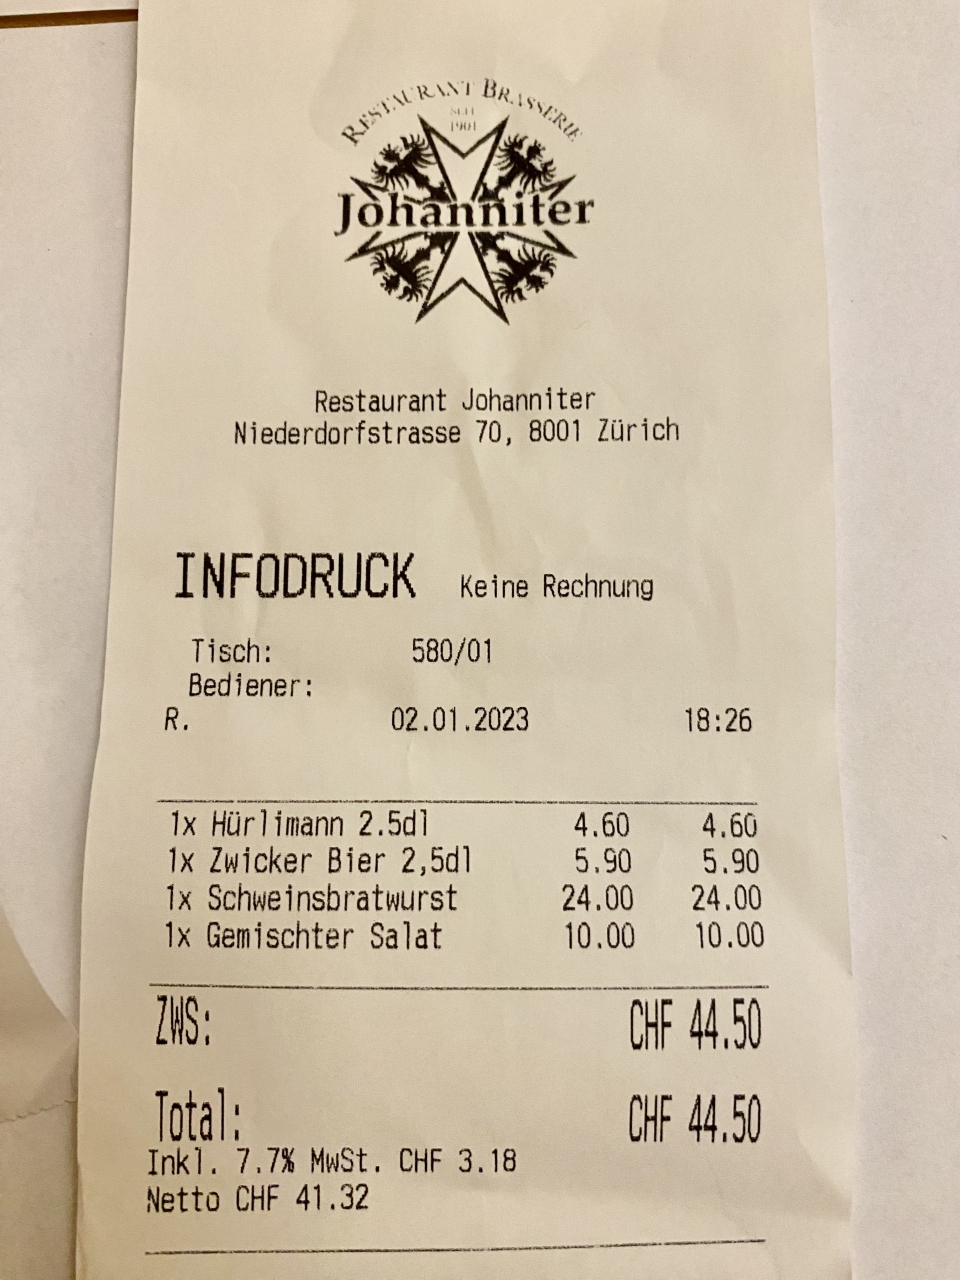 RESTAURANT BRASSERIE
SEIT
1901
Johanniter
Restaurant Johanniter
Niederdorfstrasse 70, 8001 Zürich
INFODRUCK Keine Rechnung
Tisch: 580/01
Bediener:
R. 02.01.2023 18:26
1x Hürlimann 2.5dl 4.60 4.60
1x Zwicker Bier 2,5dl 5.90 5.90
1x Schweinsbratwurst 24.00 24.00
1x Gemischter Salat 10.00 10.00
ZWS: CHF 44.50
Total: CHF 44.50
Inkl. 7.7% MwSt. CHF 3.18
Netto CHF 41.32